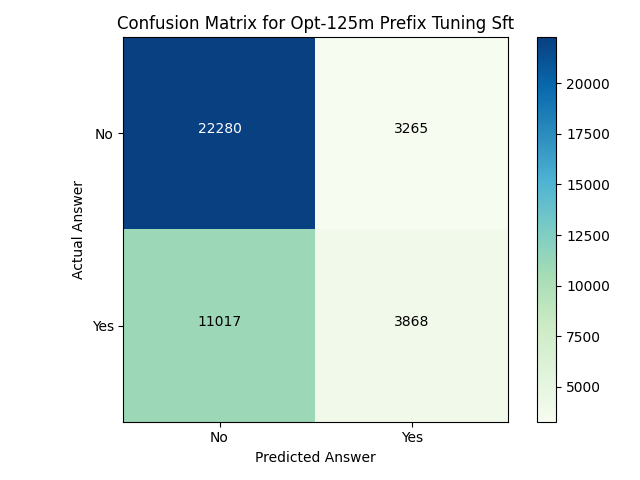 Confusion Matrix for Opt-125m Prefix Tuning Sft
Actual Answer
No
22280
3265
Yes
11017
3868
No
Yes
Predicted Answer
20000
17500
15000
12500
10000
7500
5000